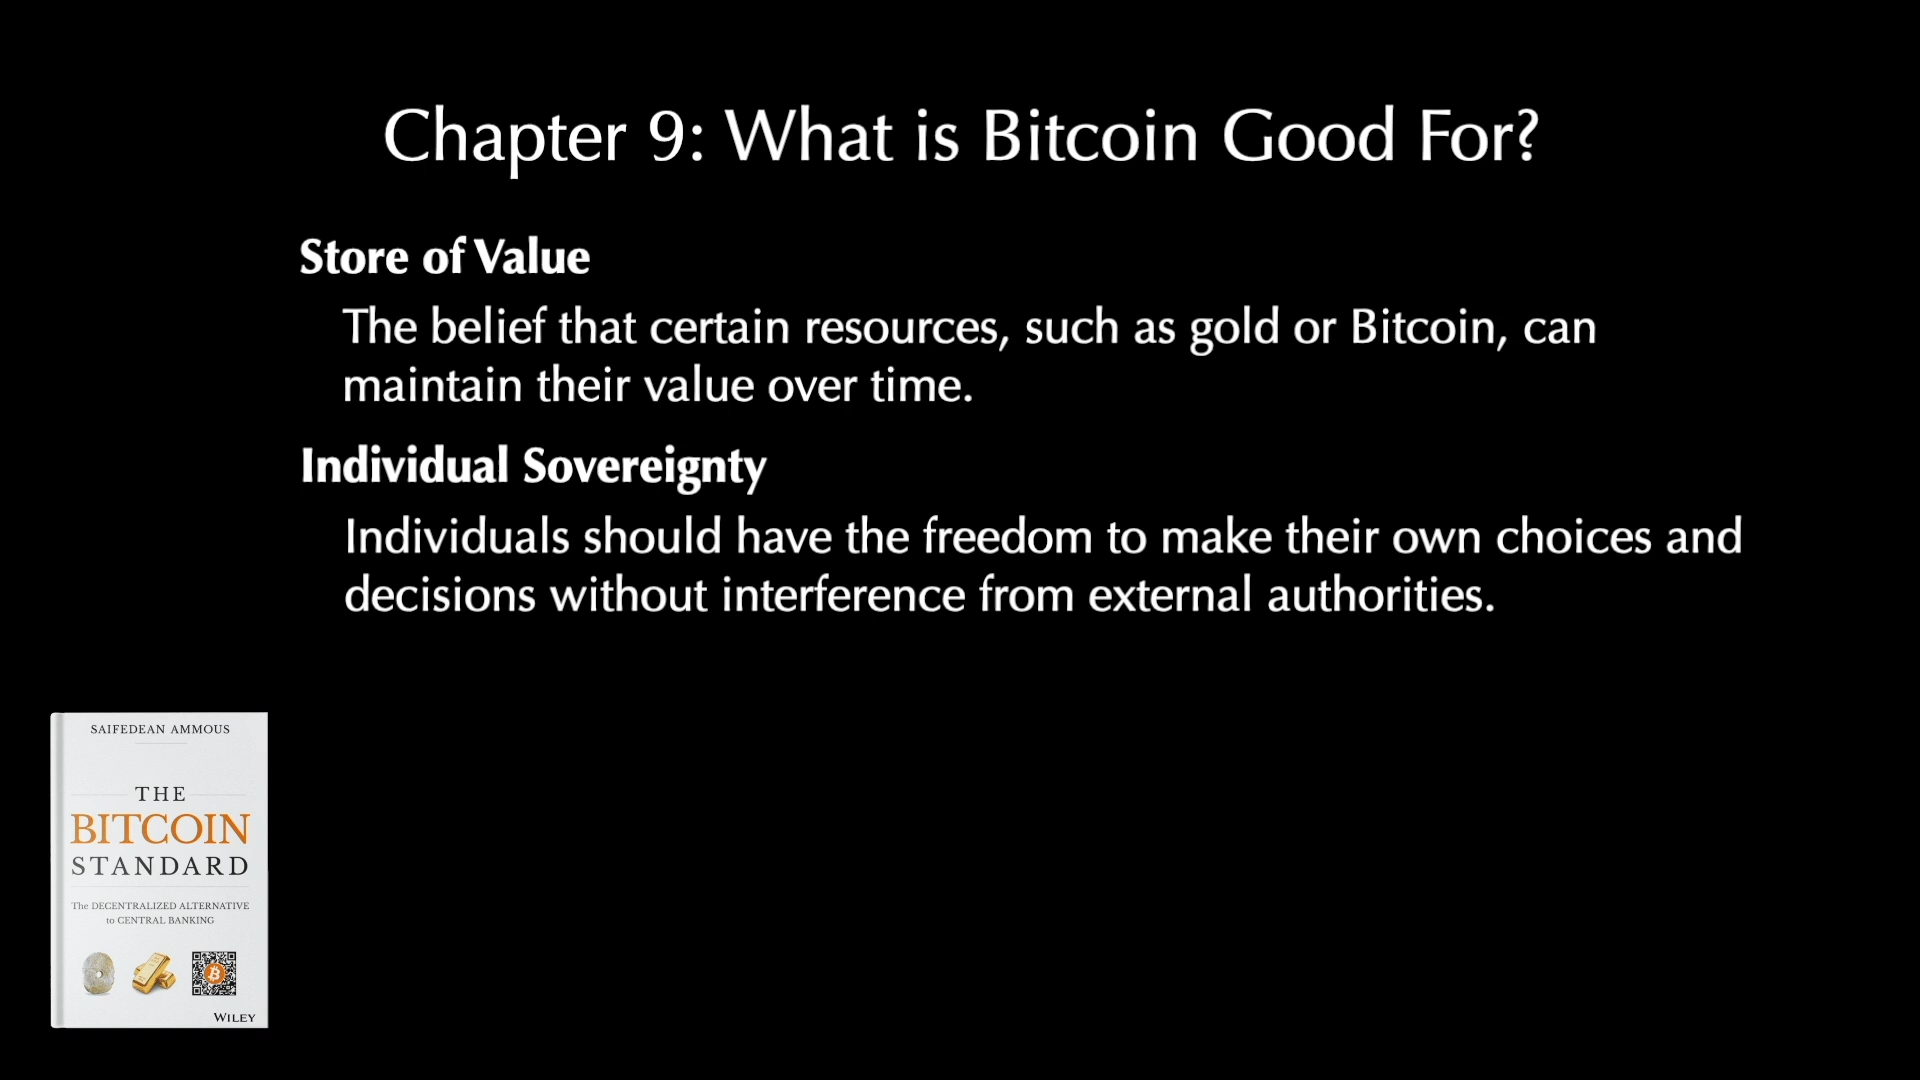 Chapter 9: What is Bitcoin Good For?
Store of Value
The belief that certain resources, such as gold or Bitcoin, can
maintain their value over time.
Individual Sovereignty
Individuals should have the freedom to make their own choices and
decisions without interference from external authorities.
SAIFEDEAN AMMOUS
THE
BITCOIN
STANDARD
The DECENTRALIZED ALTERNATIVE
to CENTRAL BANKING
WILEY